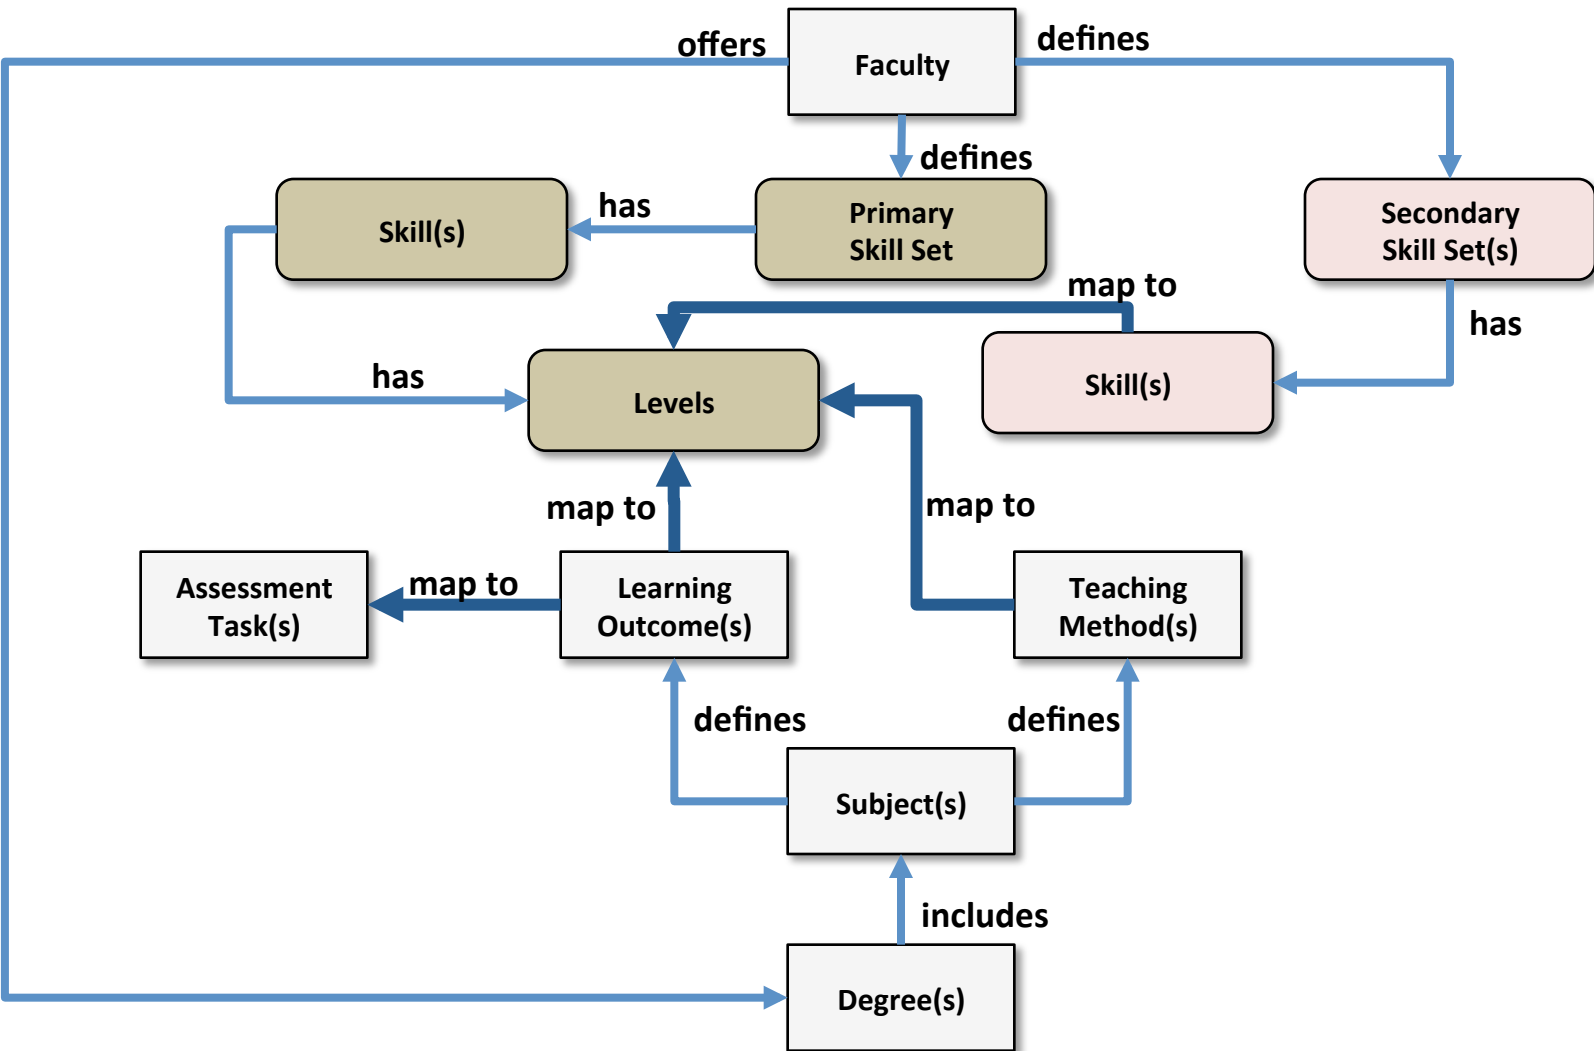 offers
Faculty
defines
defines
Skill(s)
has
Primary
Skill Set
Secondary
Skill Set(s)
map to
has
has
Levels
Skill(s)
map to
map to
Assessment
Task(s)
map to
Learning
Outcome(s)
Teaching
Method(s)
defines
defines
Subject(s)
includes
Degree(s)